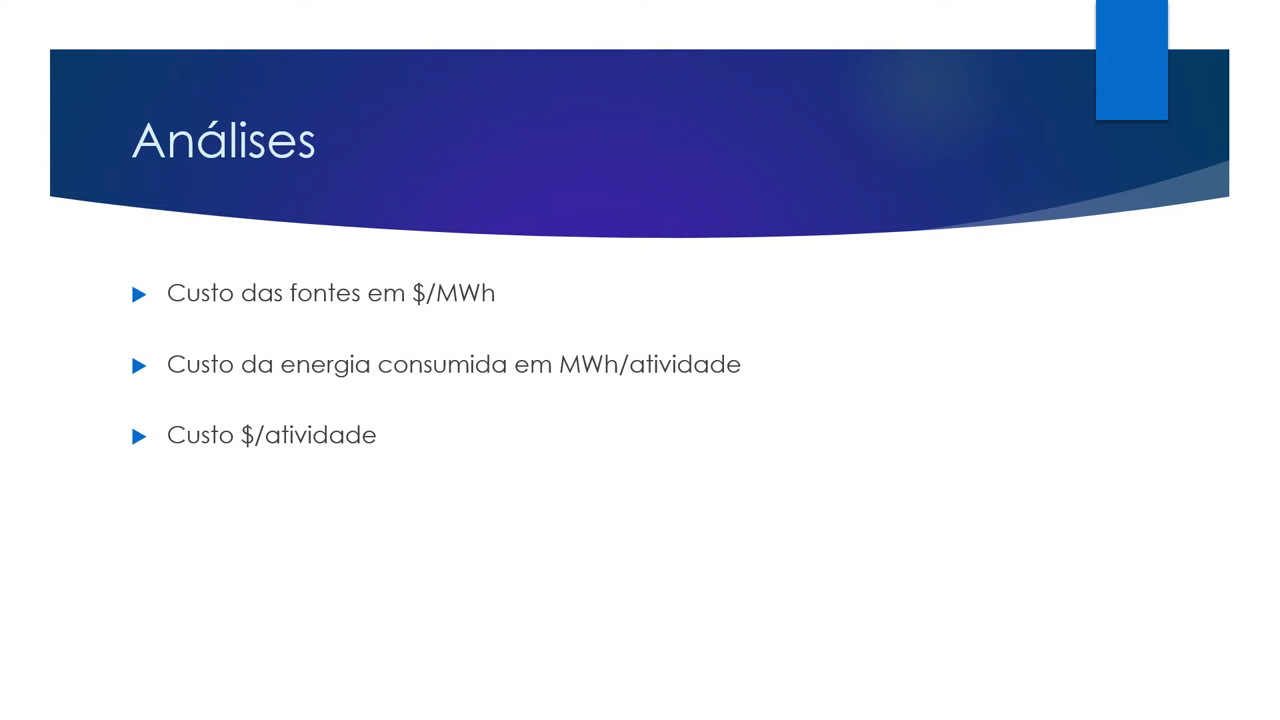 Análises
Custo das fontes em $/MWh
Custo da energia consumida em MWh/atividade
Custo $/atividade